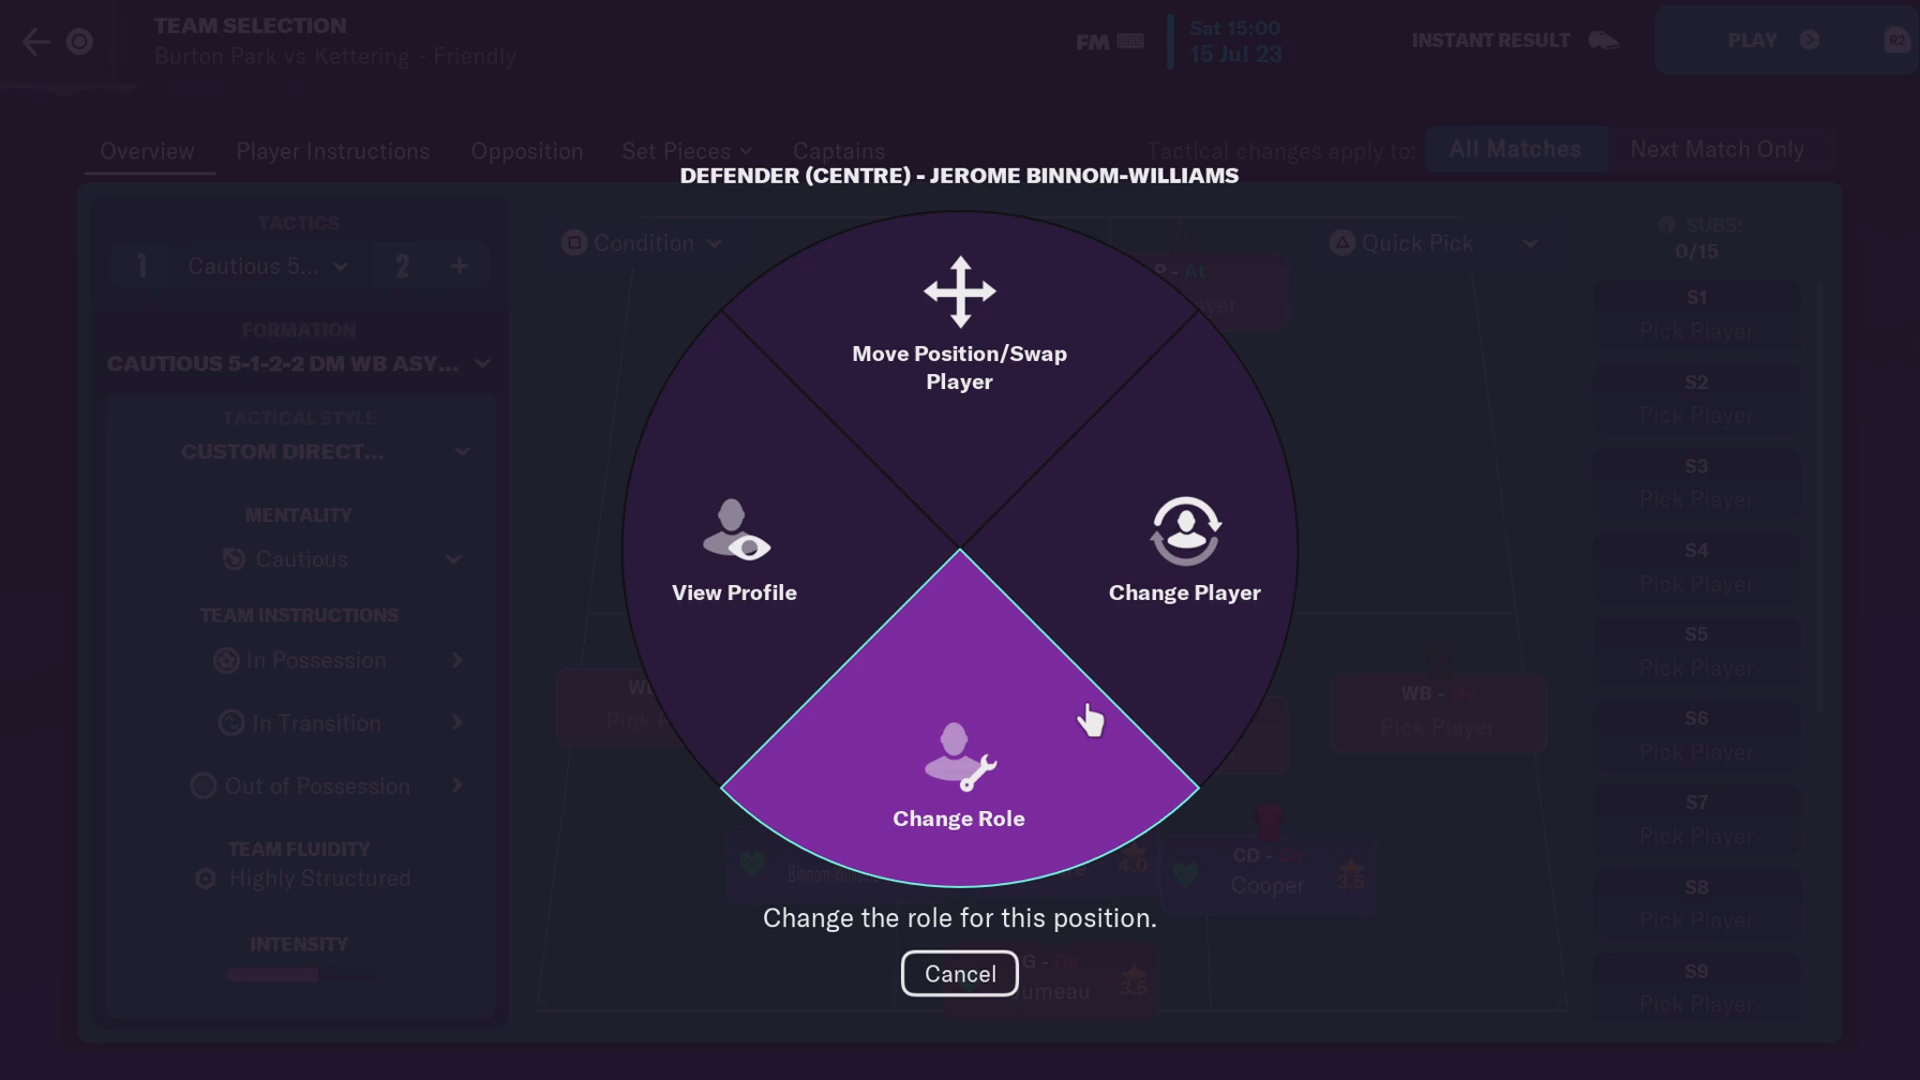 TEAM SELECTION
Burton Park vs Kettering - Friendly
FM
Sat 15:00
15 Jul 23
INSTANT RESULT
PLAY
R2
Overview
Player Instructions
Opposition
Set Pieces
Captains
Tactical changes apply to:
All Matches
Next Match Only
DEFENDER (CENTRE) - JEROME BINNOM-WILLIAMS
TACTICS
1
Cautious 5...
2
+
FORMATION
CAUTIOUS 5-1-2-2 DM WB ASY...
TACTICAL STYLE
CUSTOM DIRECT...
MENTALITY
Cautious
TEAM INSTRUCTIONS
In Possession
In Transition
Out of Possession
TEAM FLUIDITY
Highly Structured
INTENSITY
Condition
Quick Pick
Move Position/Swap
Player
View Profile
Change Player
Change Role
Change the role for this position.
Cancel
WB -
Pick Player
4.0
CD -
Cooper
3.5
3.5
SUBS:
0/15
S1
Pick Player
S2
Pick Player
S3
Pick Player
S4
Pick Player
S5
Pick Player
S6
Pick Player
S7
Pick Player
S8
Pick Player
S9
Pick Player